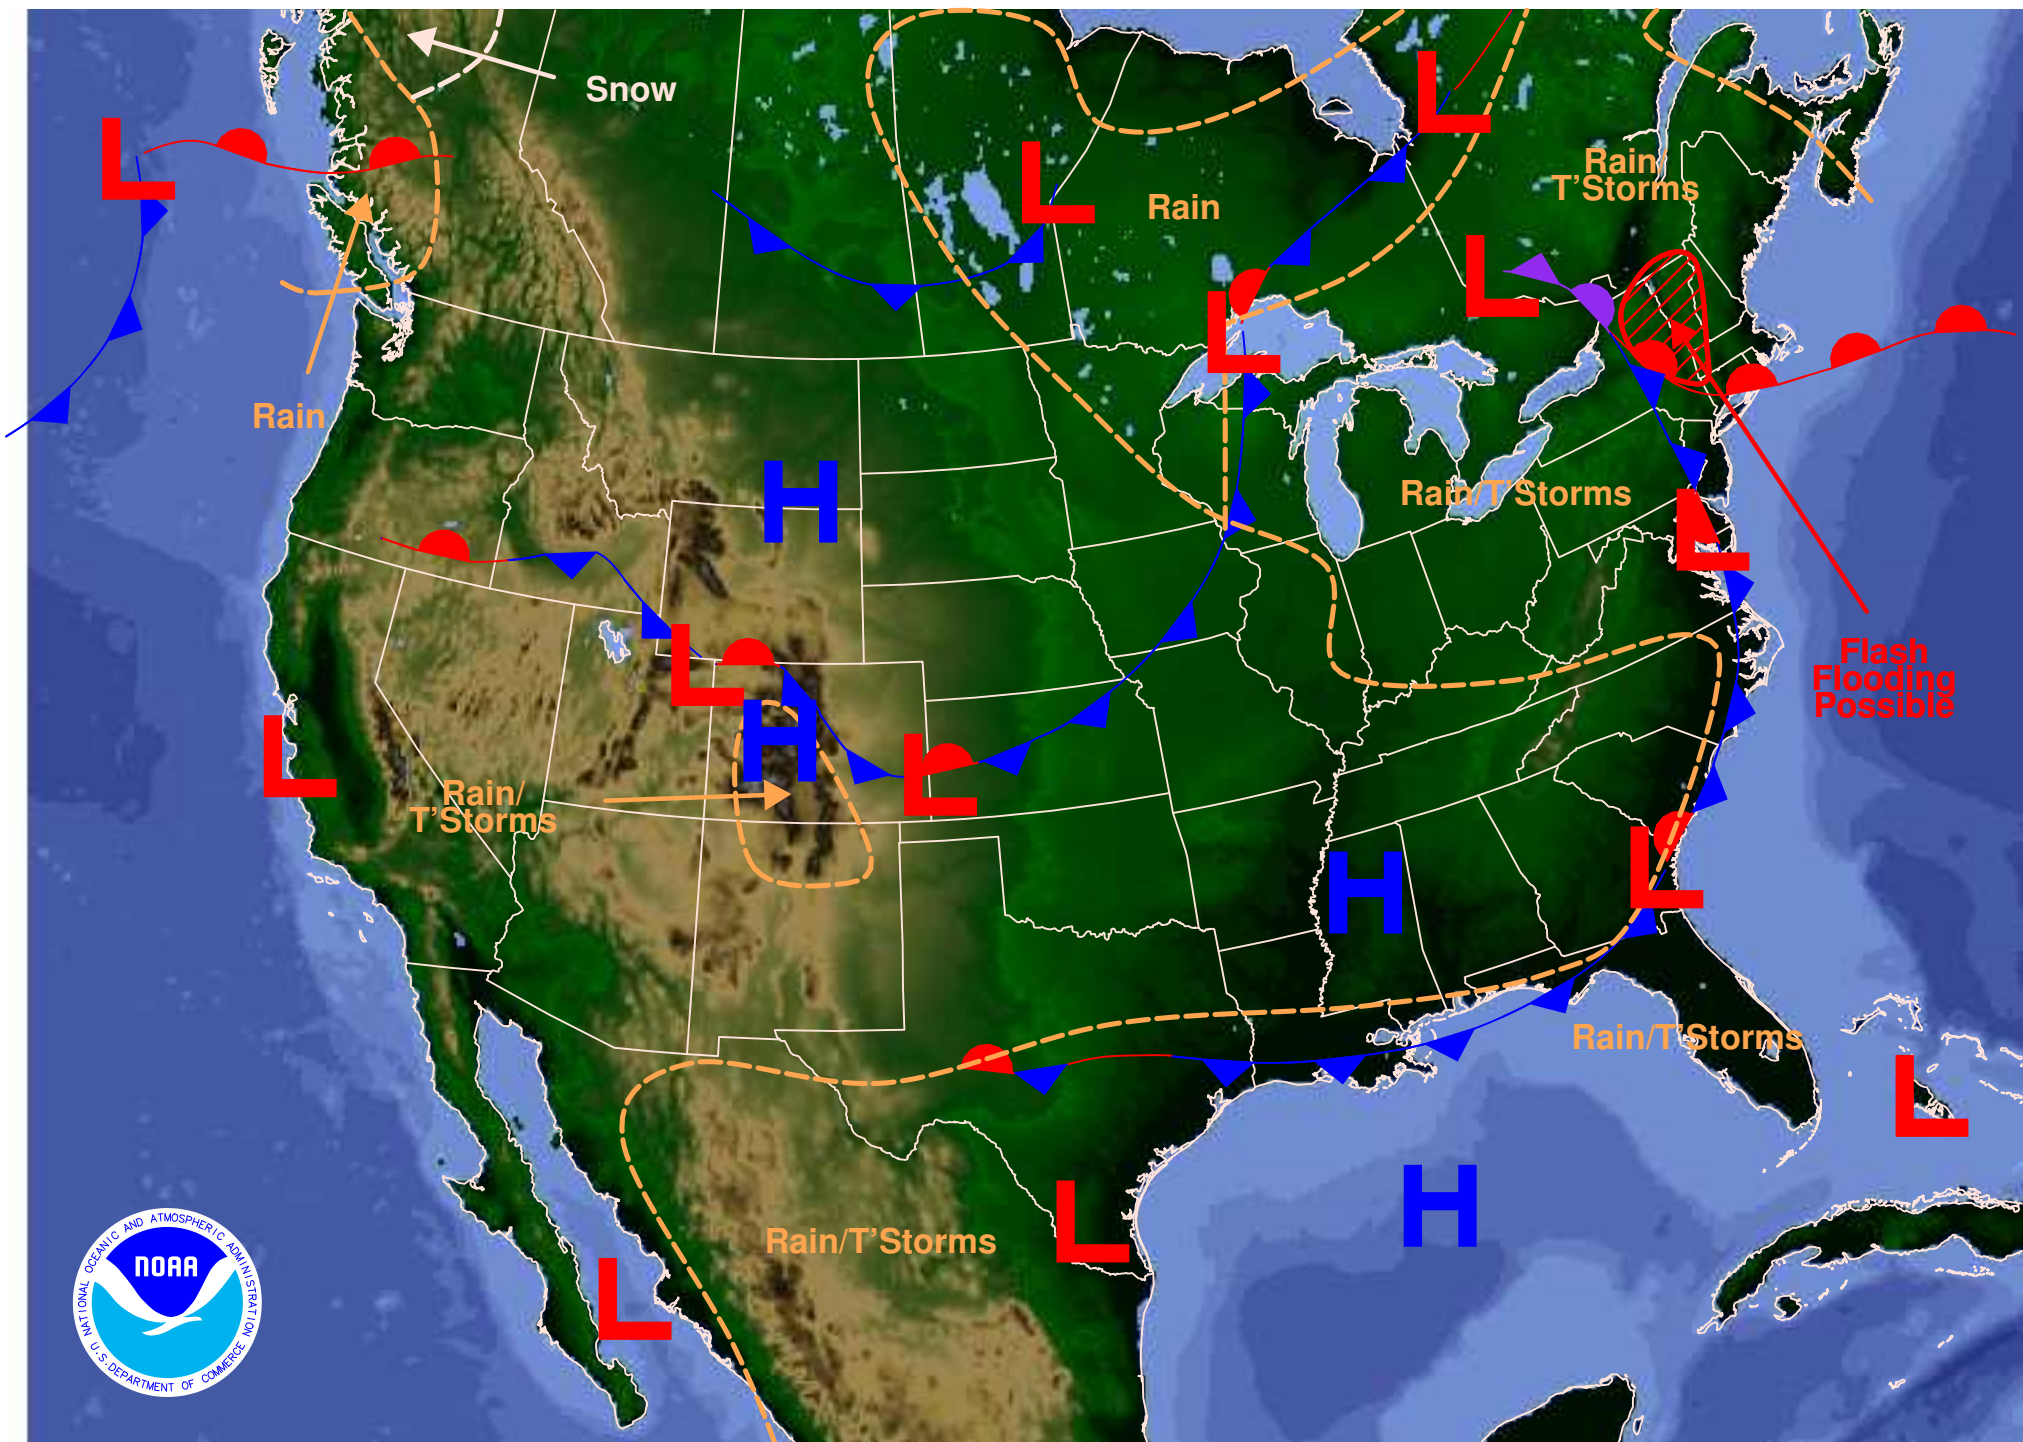 Snow
L
L
L
Rain
T'Storms
Rain
L
L
Rain
H
Rain/T'Storms
L
L
Flash
Flooding
Possible
H
L
L
Rain/
T'Storms
L
H
Rain/T'Storms
L
L
Rain/T'Storms
H
L
NOAA
NATIONAL OCEANIC AND ATMOSPHERIC ADMINISTRATION
U.S. DEPARTMENT OF COMMERCE